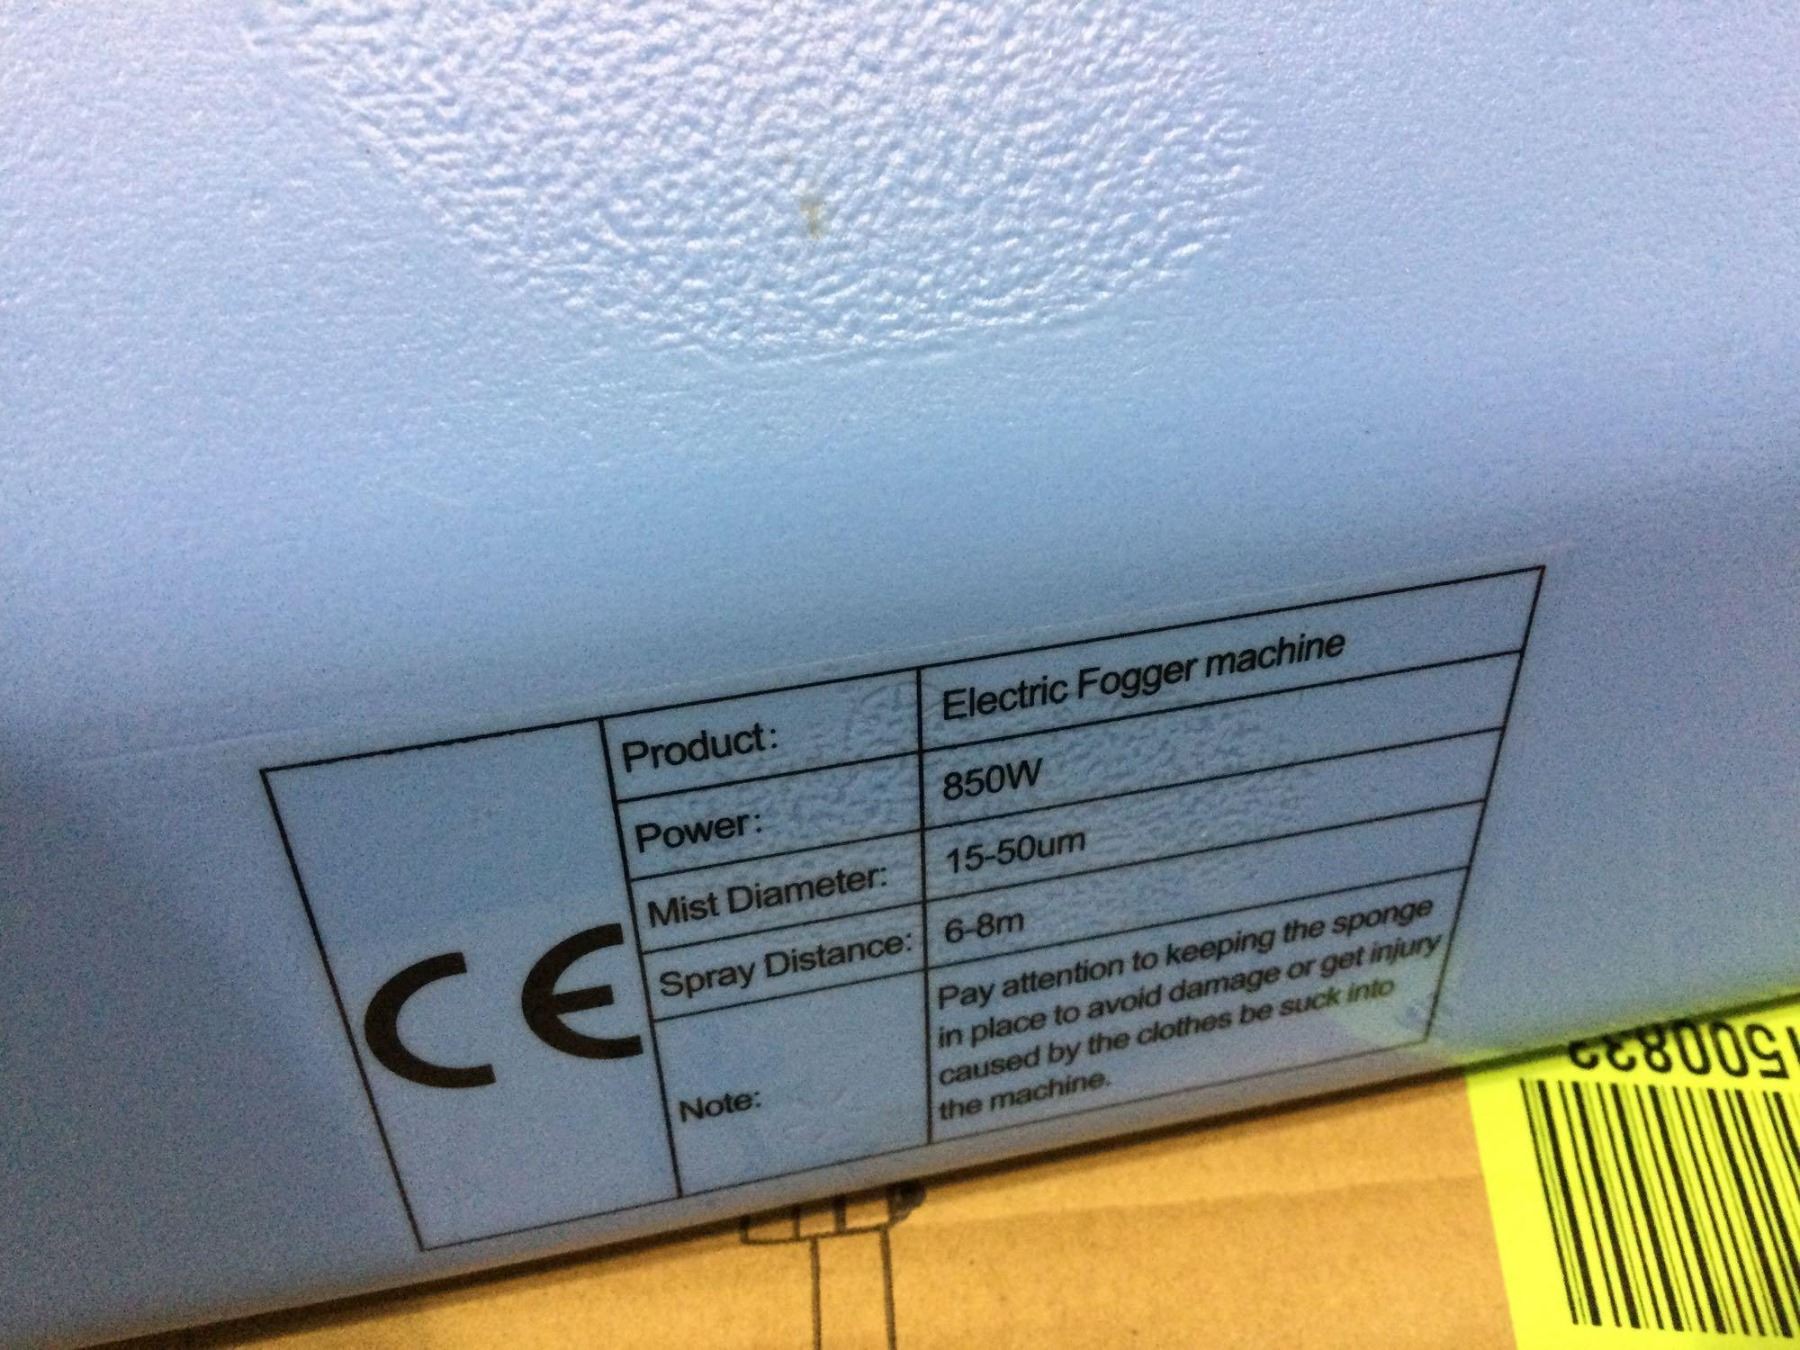 CE
Product: Electric Fogger machine
Power: 850W
Mist Diameter: 15-50um
Spray Distance: 6-8m
Note: Pay attention to keeping the sponge
in place to avoid damage or get injury
caused by the clothes be suck into
the machine.